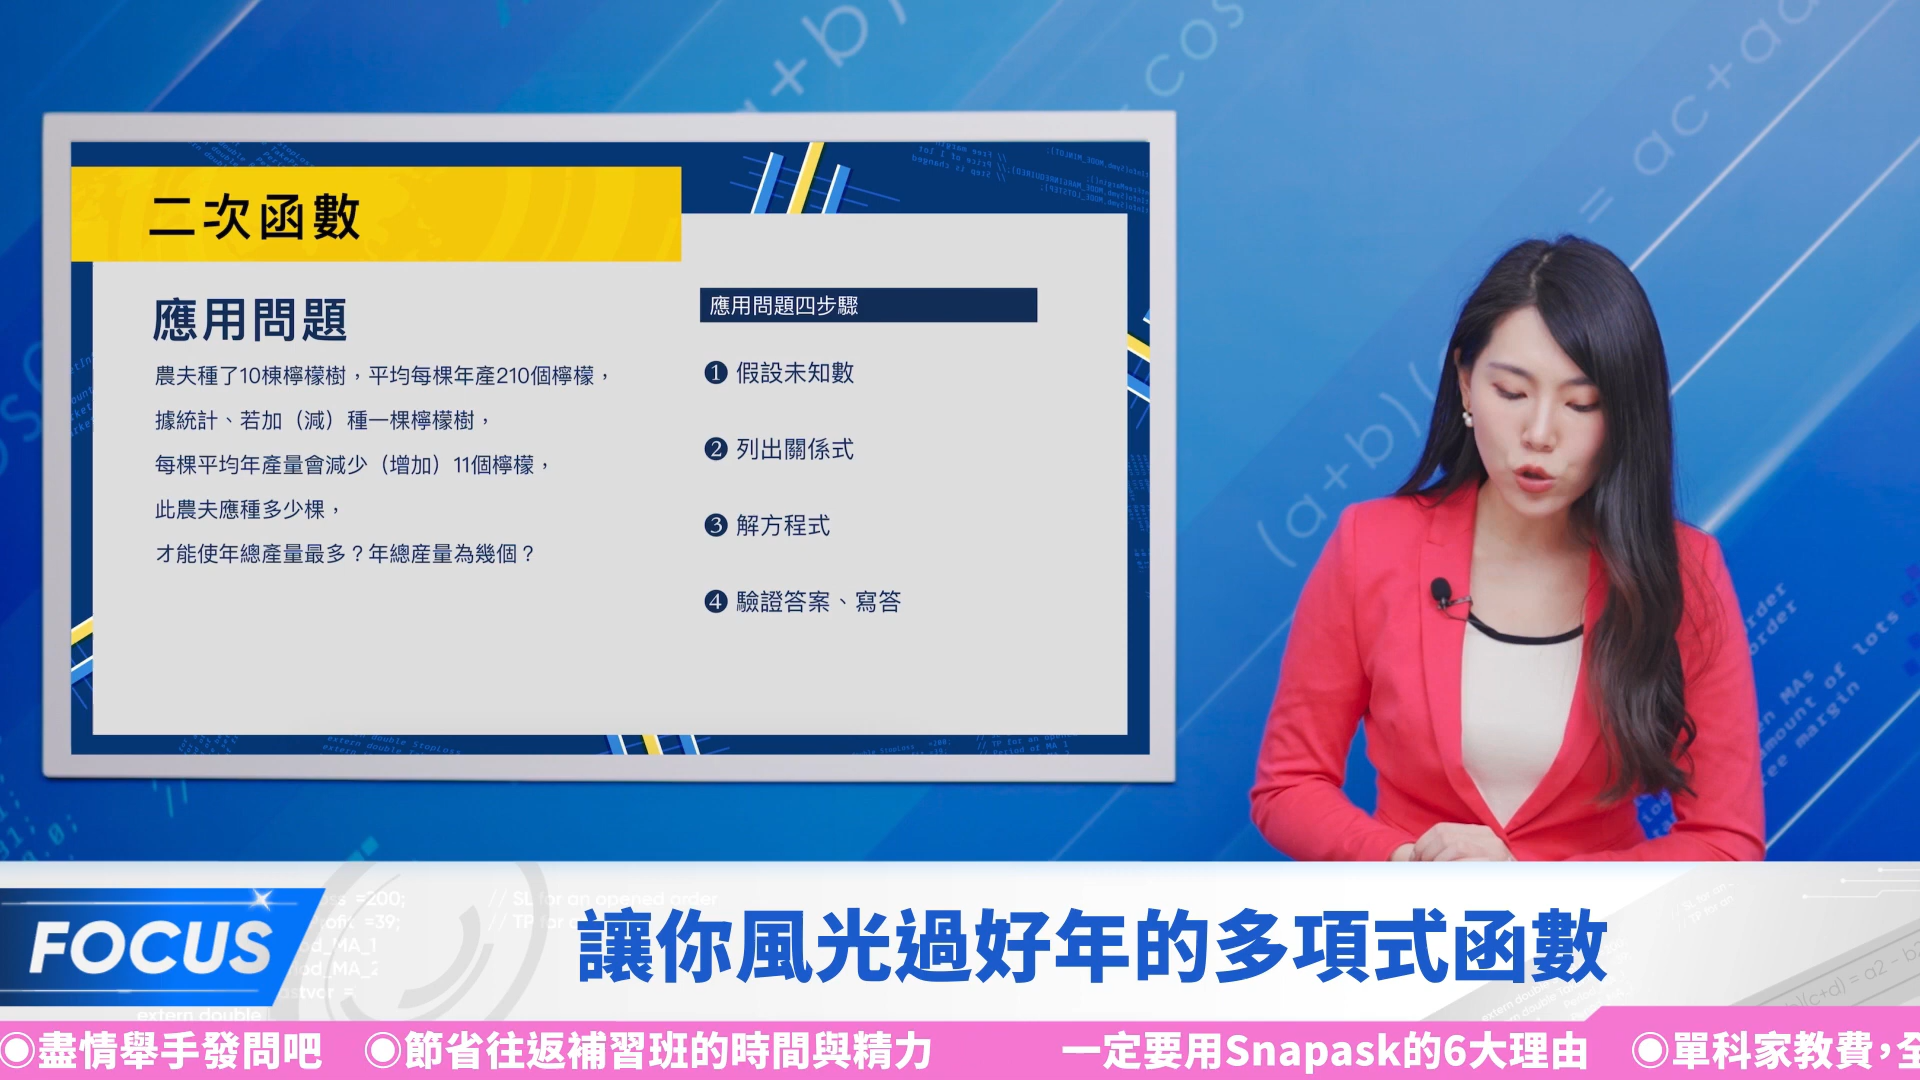 二次函數
應用問題
農夫種了10棟檸檬樹，平均每棵年產210個檸檬，
據統計、若加（減）種一棵檸檬樹，
每棵平均年產量會減少（增加）11個檸檬，
此農夫應種多少棵，
才能使年總產量最多？年總産量為幾個？
應用問題四步驟
❶ 假設未知數
❷ 列出關係式
❸ 解方程式
❹ 驗證答案、寫答
(a+b)(
= ac+ad
cos
FOCUS
讓你風光過好年的多項式函數
◉盡情舉手發問吧 ◉節省往返補習班的時間與精力 一定要用Snapask的6大理由 ◉單科家教費，全